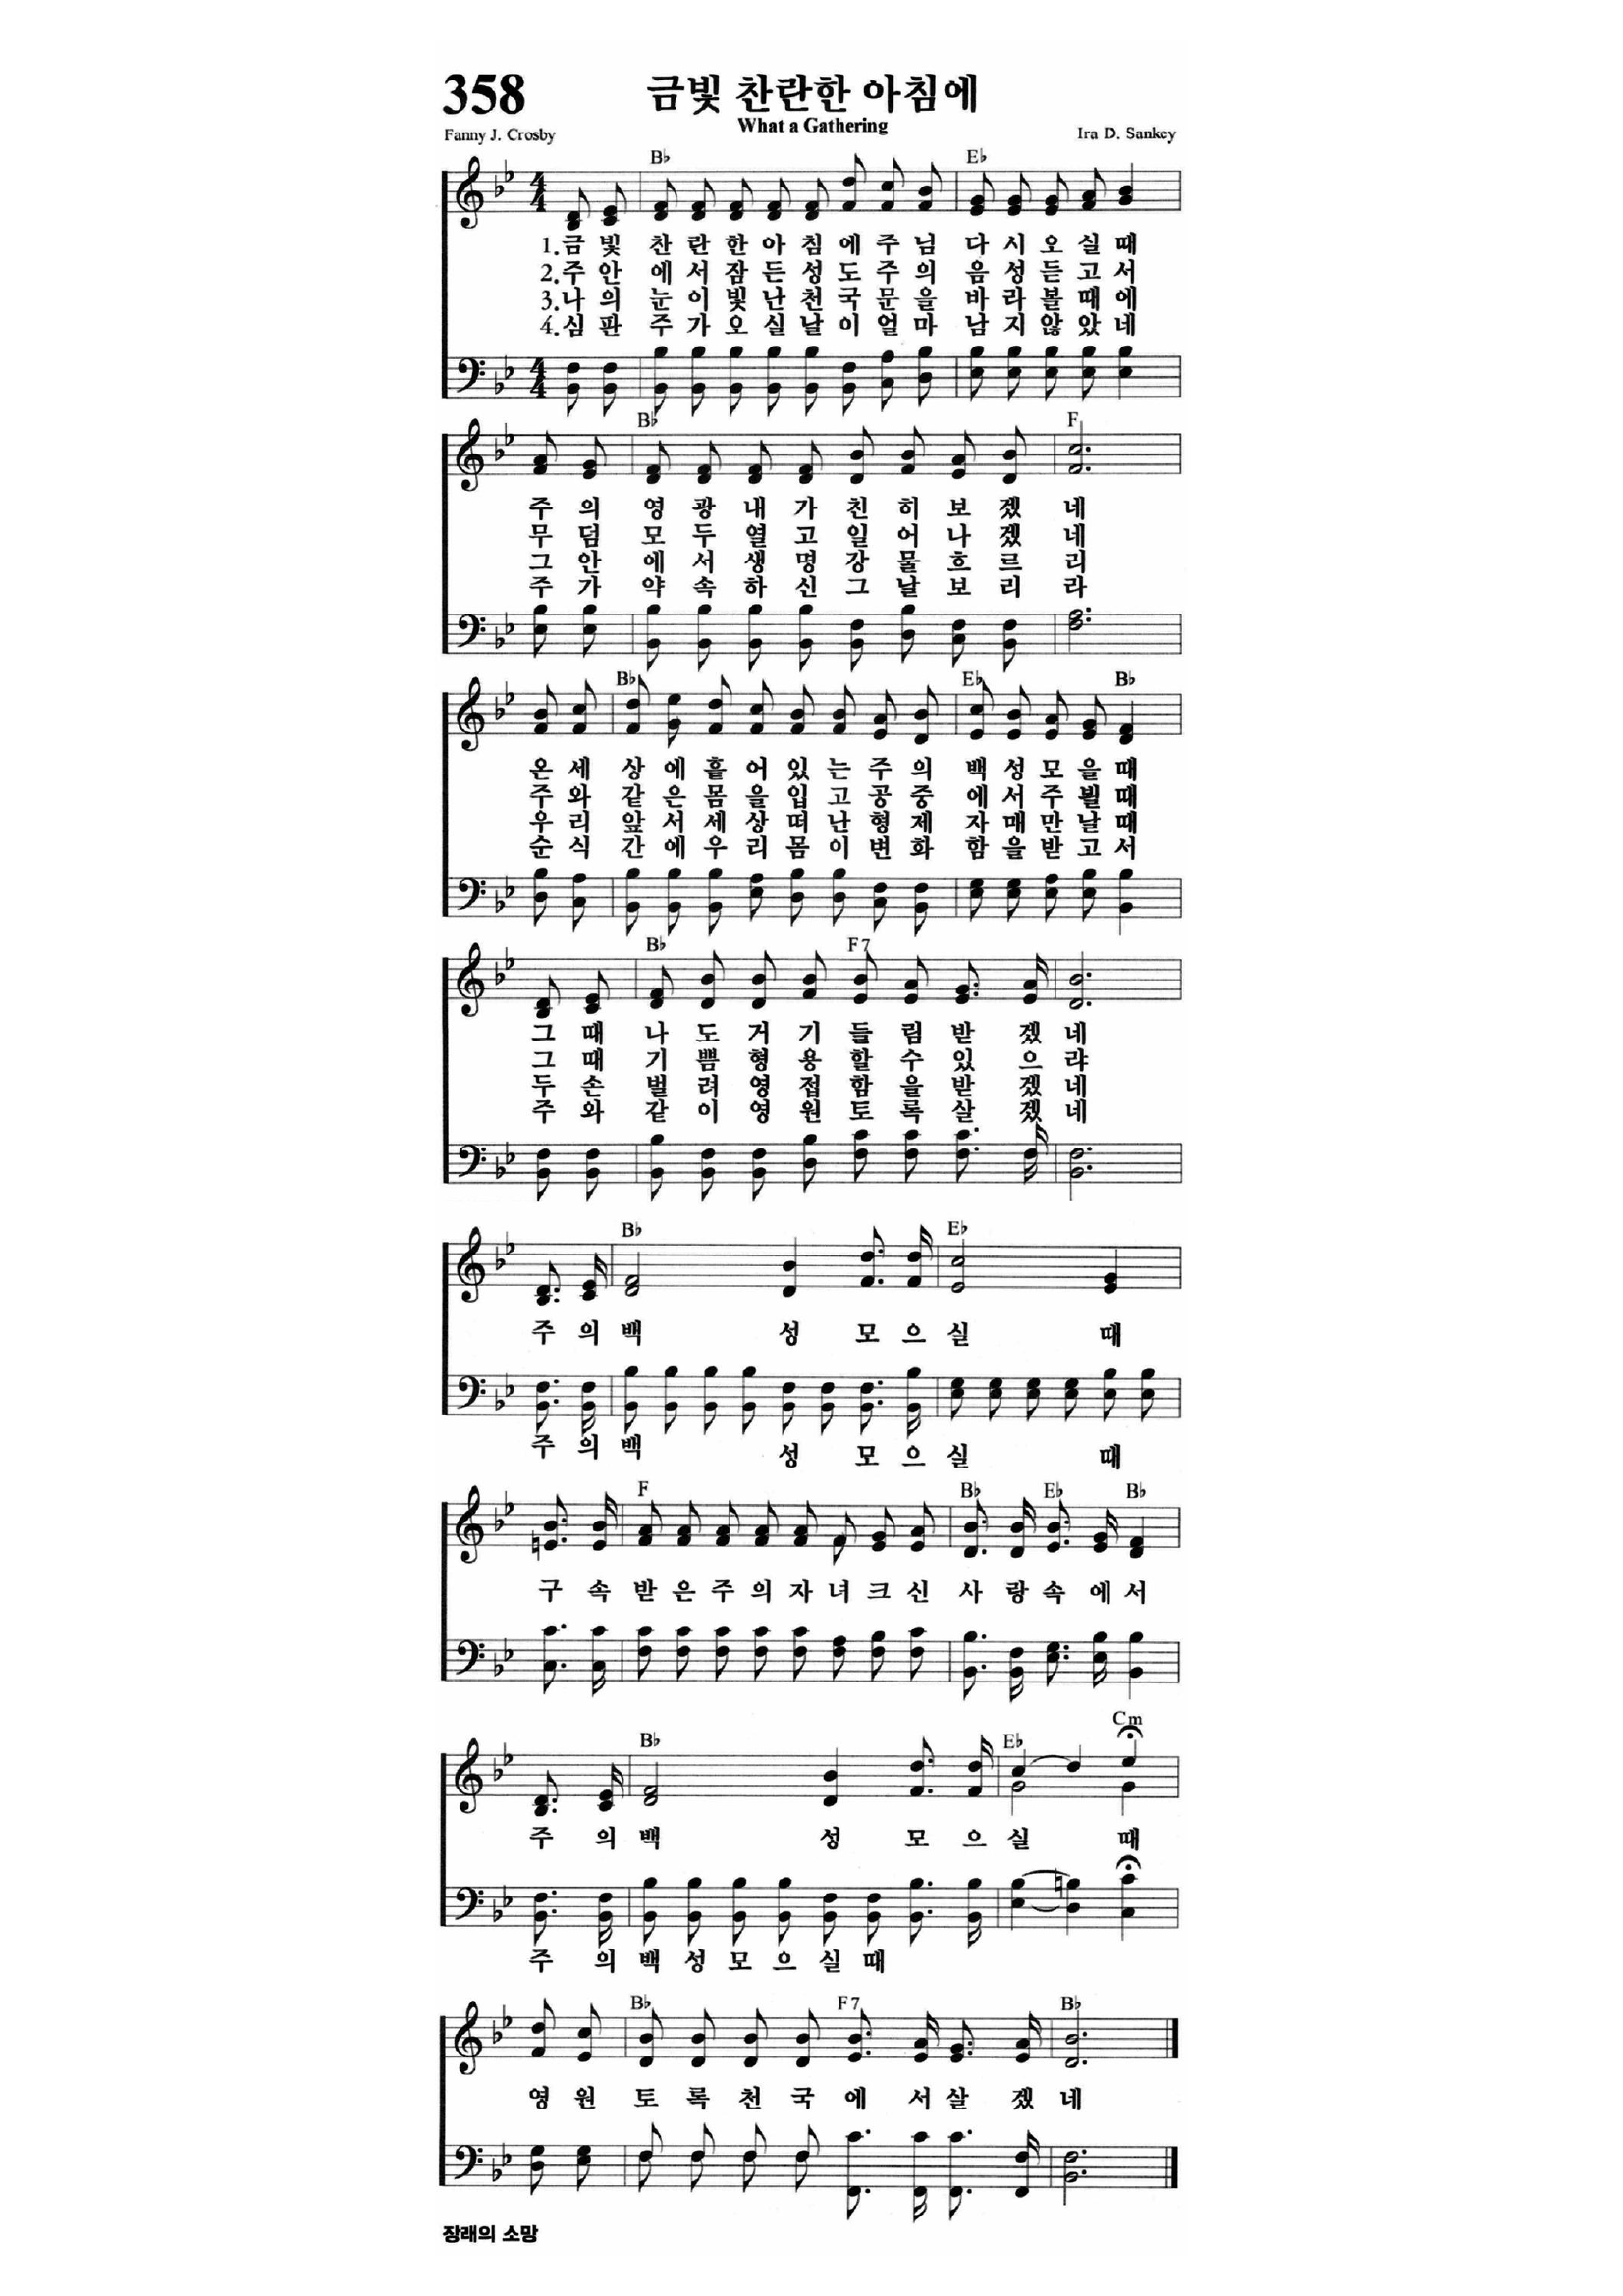 358
금빛 찬란한 아침에
What a Gathering
Fanny J. Crosby
Ira D. Sankey
B♭ E♭
1.금 빛 찬 란 한 아 침 에 주 님 다 시 오 실 때
2.주 안 에 서 잠 든 성 도 주 의 음 성 듣 고 서
3.나 의 눈 이 빛 난 천 국 문 을 바 라 볼 때 에
4.심 판 주 가 오 실 날 이 얼 마 남 지 않 았 네
B♭ F
주 의 영 광 내 가 친 히 보 겠 네
무 덤 모 두 열 고 일 어 나 겠 네
그 안 에 서 생 명 강 물 흐 르 리
주 가 약 속 하 신 그 날 보 리 라
B♭ E♭ B♭
온 세 상 에 흩 어 있 는 주 의 백 성 모 을 때
주 와 같 은 몸 을 입 고 공 중 에 서 주 뵐 때
우 리 앞 서 세 상 떠 난 형 제 자 매 만 날 때
순 식 간 에 우 리 몸 이 변 화 함 을 받 고 서
B♭ F7
그 때 나 도 거 기 들 림 받 겠 네
그 때 기 쁨 형 용 할 수 있 으 랴
두 손 벌 려 영 접 함 을 받 겠 네
주 와 같 이 영 원 토 록 살 겠 네
B♭ E♭
주 의 백 성 모 으 실 때
주 의 백 성 모 으 실 때
F B♭ E♭ B♭
구 속 받 은 주 의 자 녀 크 신 사 랑 속 에 서
B♭ E♭ Cm
주 의 백 성 모 으 실 때
주 의 백 성 모 으 실 때
B♭ F7 B♭
영 원 토 록 천 국 에 서 살 겠 네
장래의 소망